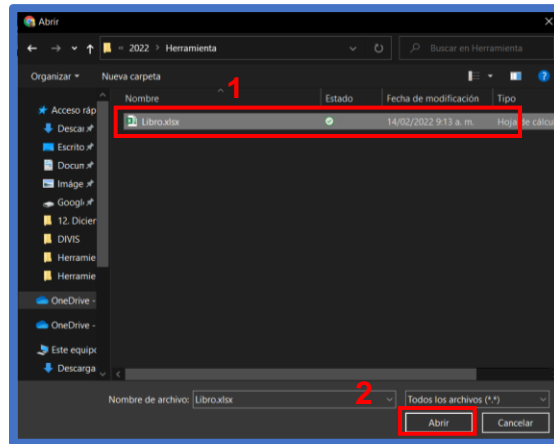 Abrir
« 2022 > Herramienta
Buscar en Herramienta
Organizar
Nueva carpeta
1
Nombre
Estado
Fecha de modificación
Tipo
Acceso ráp
Libro.xlsx
14/02/2022 9:13 a. m.
Hoja de cálcu
Descar
Escrito
Docun
Imáge
Googl
12. Dicier
DIVIS
Herramie
Herramie
OneDrive -
OneDrive -
Este equipo
Descarga
2
Nombre de archivo:
Libro.xlsx
Todos los archivos (*.*)
Abrir
Cancelar